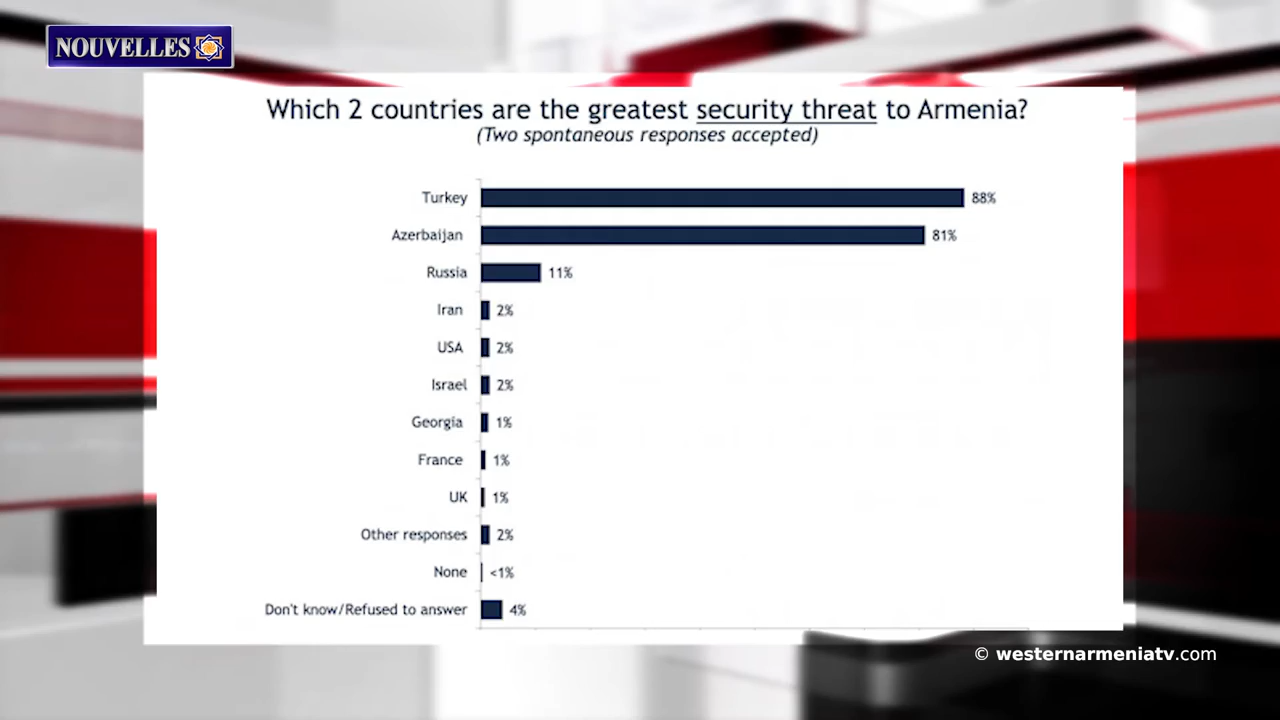 NOUVELLES
Which 2 countries are the greatest security threat to Armenia?
(Two spontaneous responses accepted)
Turkey 88%
Azerbaijan 81%
Russia 11%
Iran 2%
USA 2%
Israel 2%
Georgia 1%
France 1%
UK 1%
Other responses 2%
None <1%
Don't know/Refused to answer 4%
© westernarmeniatv.com